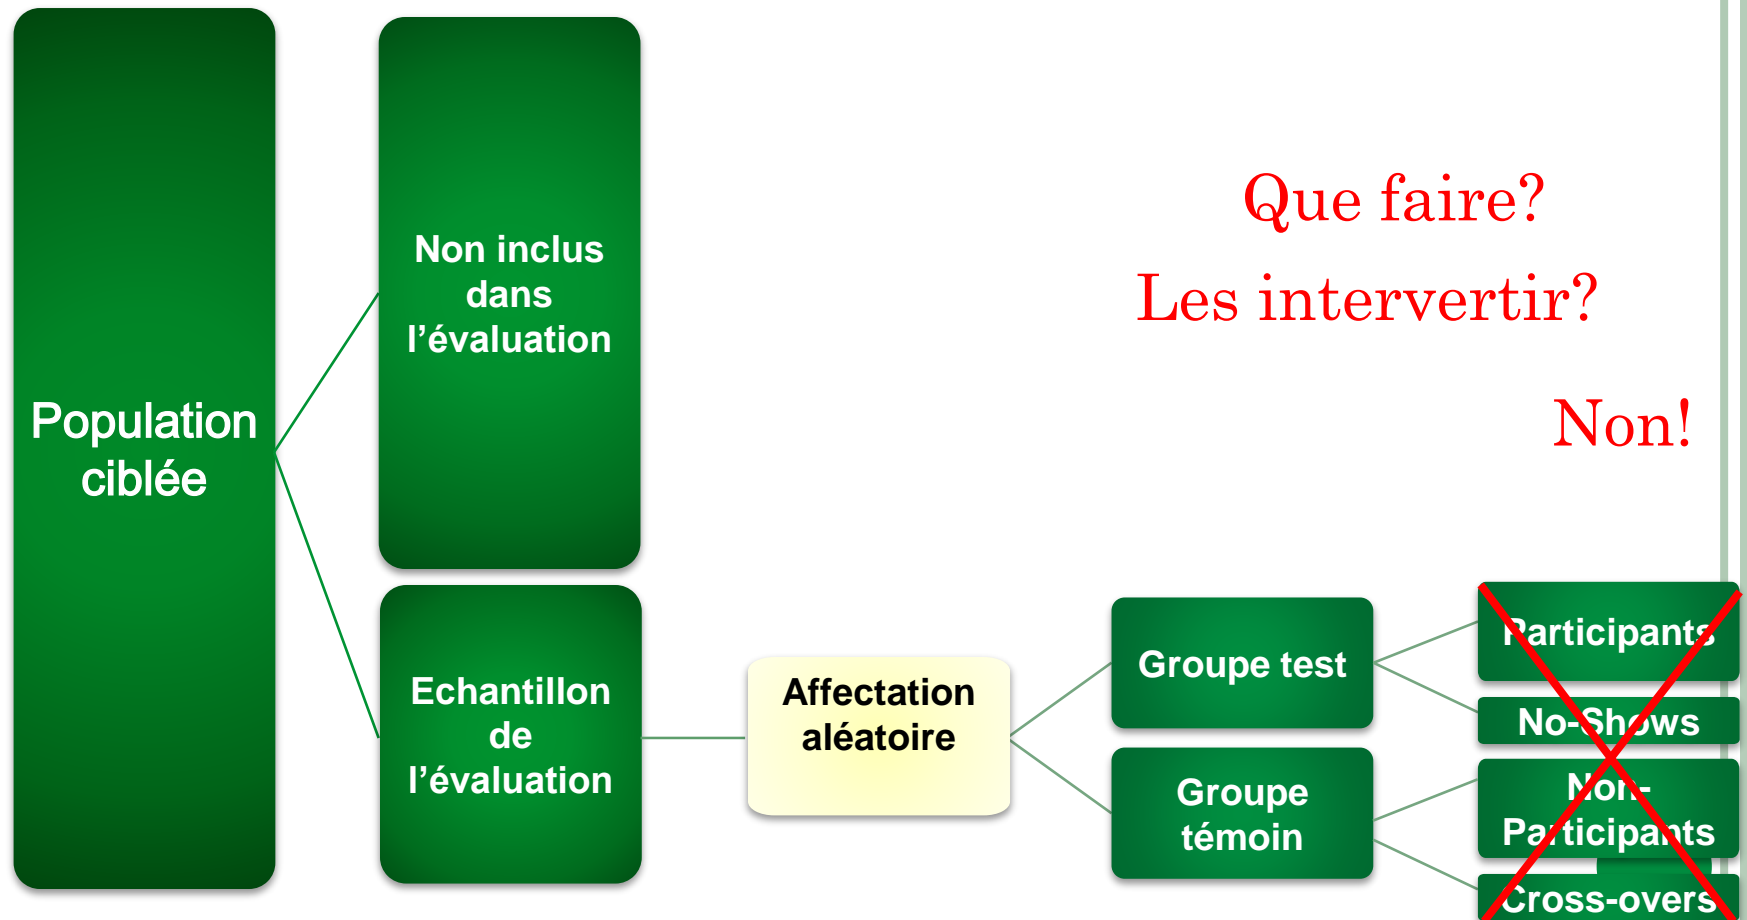 Population
ciblée
Non inclus
dans
l’évaluation
Echantillon
de
l’évaluation
Affectation
aléatoire
Groupe test
Groupe
témoin
Participants
No-Shows
Non-
Participants
Cross-overs
Que faire?
Les intervertir?
Non!